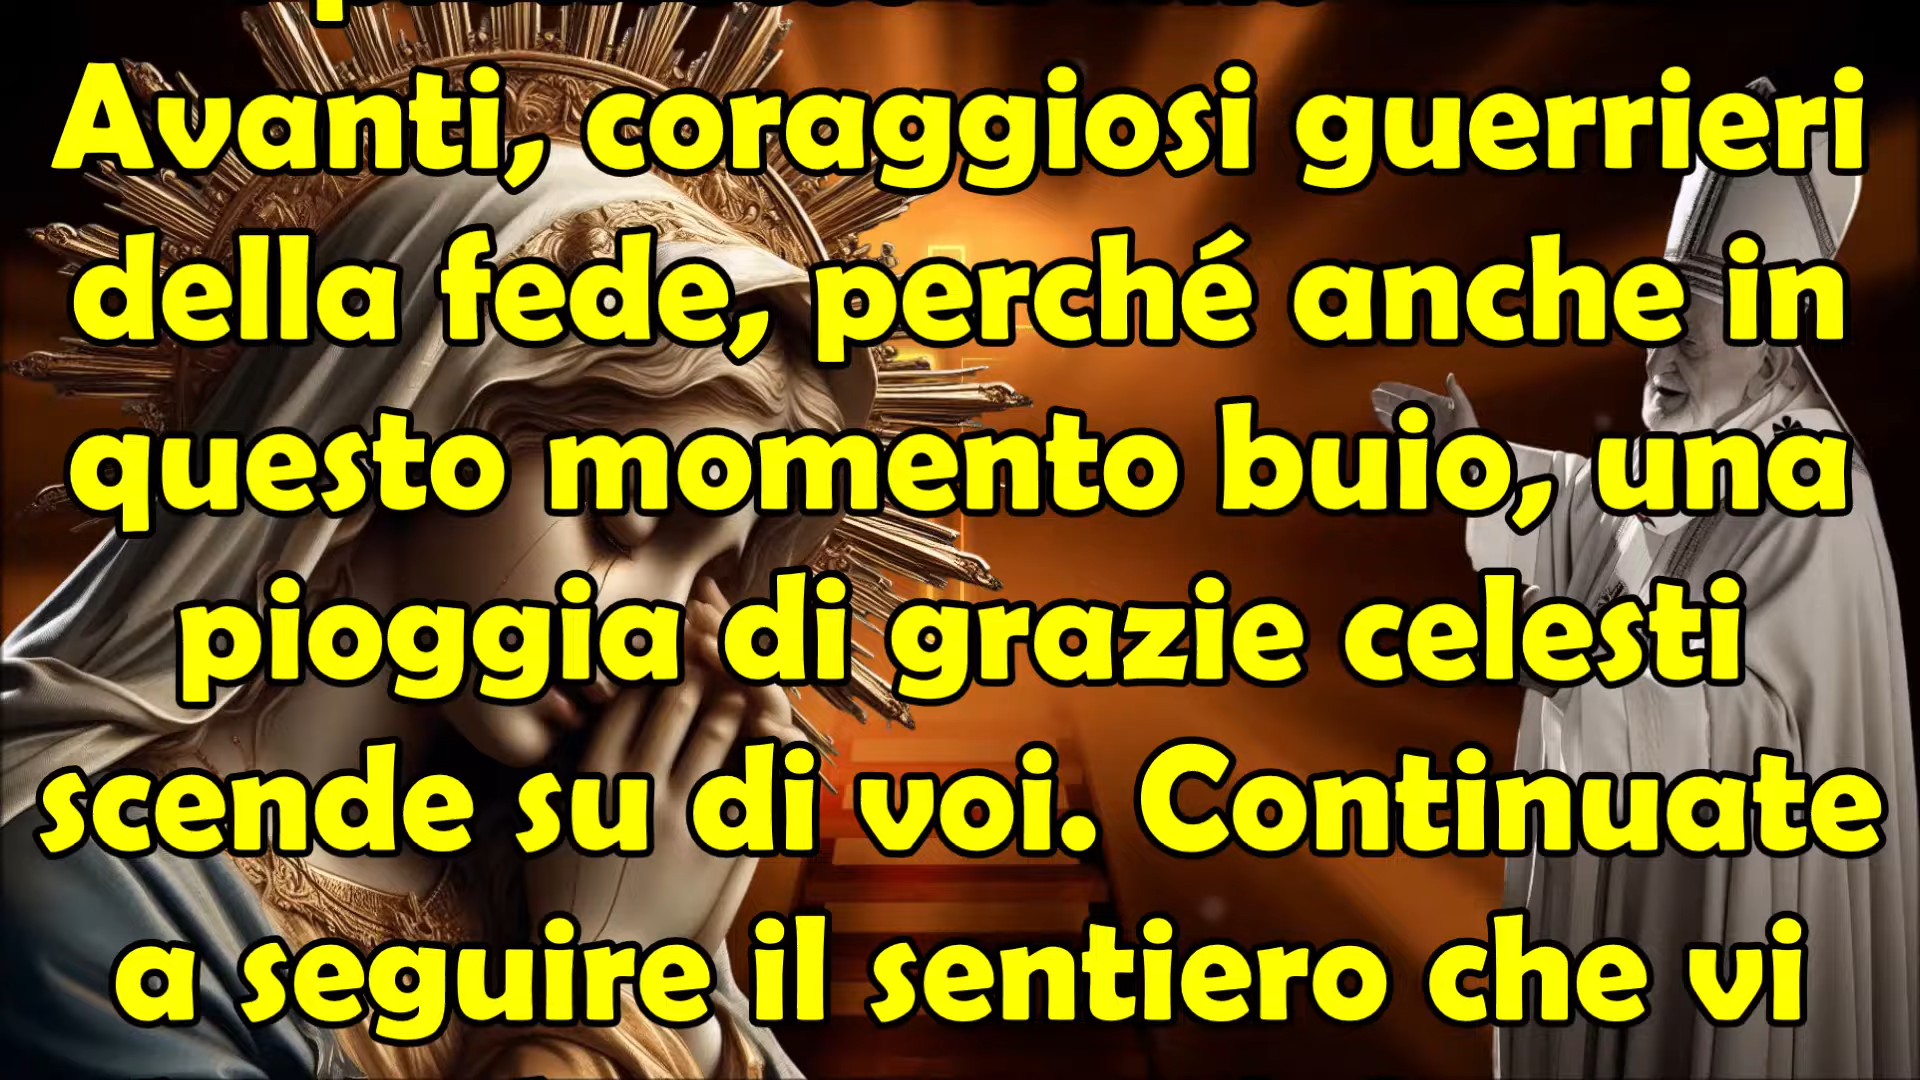 Avanti, coraggiosi guerrieri
della fede, perché anche in
questo momento buio, una
pioggia di grazie celesti
scende su di voi. Continuate
a seguire il sentiero che vi